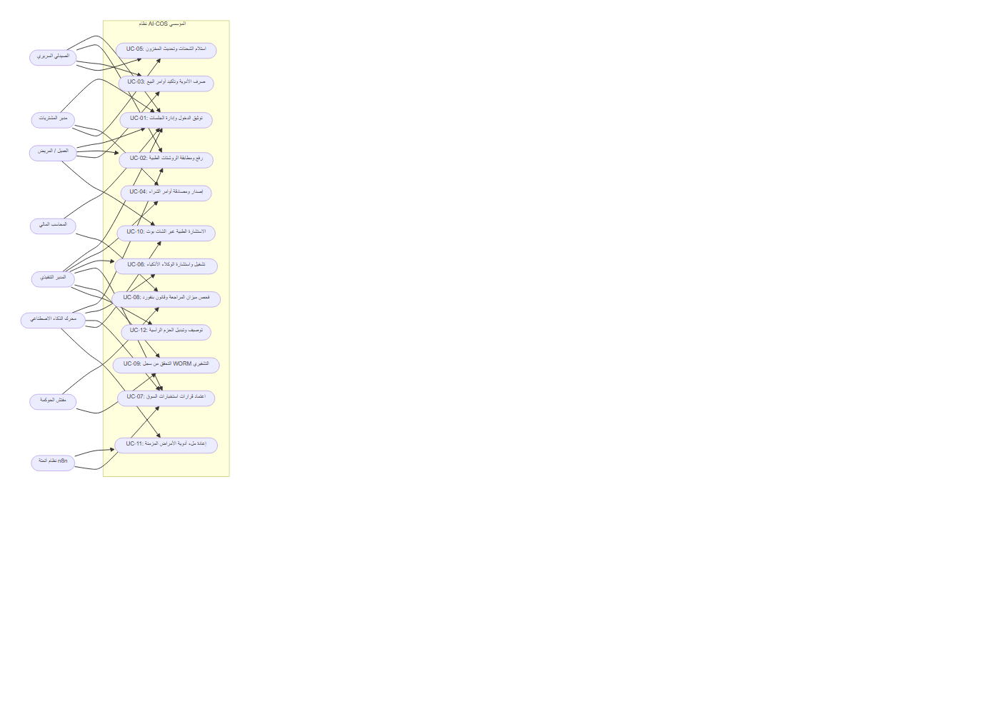 نظام AI-COS المؤسسي
الصيدلي السريري
مدير المشتريات
العميل / المريض
المحاسب المالي
المدير التنفيذي
محرك الذكاء الاصطناعي
مفتش الحوكمة
نظام أتمتة n8n
UC-05: استلام الشحنات وتحديث المخزون
UC-03: صرف الأدوية وتأكيد أوامر البيع
UC-01: توثيق الدخول وإدارة الجلسات
UC-02: رفع ومطابقة الروشتات الطبية
UC-04: إصدار ومصادقة أوامر الشراء
UC-10: الاستشارة الطبية عبر الشات بوت
UC-06: تشغيل واستشارة الوكلاء الأذكياء
UC-08: فحص ميزان المراجعة وقانون بنفورد
UC-12: توصيف وتبديل الحزم الرأسية
UC-09: التحقق من سجل WORM التشفيري
UC-07: اعتماد قرارات استخبارات السوق
UC-11: إعادة ملء أدوية الأمراض المزمنة